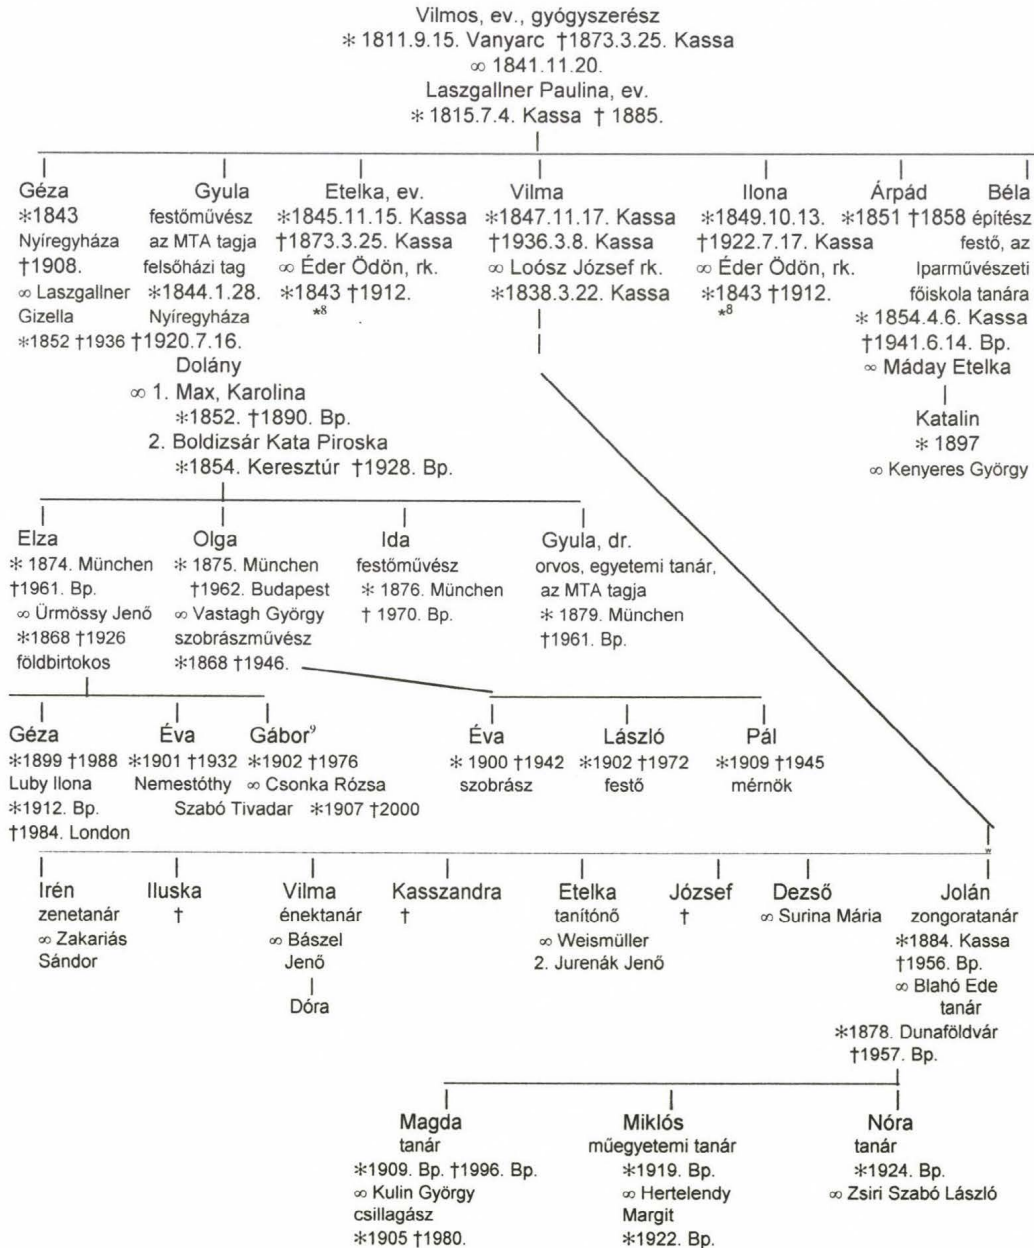 Vilmos, ev., gyógyszerész
✻ 1811.9.15. Vanyarc †1873.3.25. Kassa
∞ 1841.11.20.
Laszgallner Paulina, ev.
✻ 1815.7.4. Kassa † 1885.
Géza
✻1843
Nyíregyháza
†1908.
∞ Laszgallner
Gizella
✻1852 †1936
Gyula
festőművész
az MTA tagja
felsőházi tag
✻1844.1.28.
Nyíregyháza
†1920.7.16.
Dolány
∞ 1. Max, Karolina
✻1852. †1890. Bp.
2. Boldizsár Kata Piroska
✻1854. Keresztúr †1928. Bp.
Etelka, ev.
✻1845.11.15. Kassa
†1873.3.25. Kassa
∞ Éder Ödön, rk.
✻1843 †1912.
*8
Vilma
✻1847.11.17. Kassa
†1936.3.8. Kassa
∞ Loósz József rk.
✻1838.3.22. Kassa
Ilona
✻1849.10.13.
†1922.7.17. Kassa
∞ Éder Ödön, rk.
✻1843 †1912.
*8
Árpád
✻1851 †1858
Béla
építész
festő, az
Iparművészeti
főiskola tanára
✻ 1854.4.6. Kassa
†1941.6.14. Bp.
∞ Máday Etelka
Katalin
✻ 1897
∞ Kenyeres György
Elza
✻ 1874. München
†1961. Bp.
∞ Ürmössy Jenő
✻1868 †1926
földbirtokos
Olga
✻ 1875. München
†1962. Budapest
∞ Vastagh György
szobrászművész
✻1868 †1946.
Ida
festőművész
✻ 1876. München
† 1970. Bp.
Gyula, dr.
orvos, egyetemi tanár,
az MTA tagja
✻ 1879. München
†1961. Bp.
Géza
✻1899 †1988
Luby Ilona
✻1912. Bp.
†1984. London
Éva
✻1901 †1932
Nemestóthy
Szabó Tivadar
Gábor9
✻1902 †1976
∞ Csonka Rózsa
✻1907 †2000
Éva
✻ 1900 †1942
szobrász
László
✻1902 †1972
festő
Pál
✻1909 †1945
mérnök
Irén
zenetanár
∞ Zakariás
Sándor
Iluska
†
Vilma
énektanár
∞ Bászel
Jenő
Dóra
Kasszandra
†
Etelka
tanítónő
∞ Weismüller
2. Jurenák Jenő
József
†
Dezső
∞ Surina Mária
Jolán
zongoratanár
✻1884. Kassa
†1956. Bp.
∞ Blahó Ede
tanár
✻1878. Dunaföldvár
†1957. Bp.
Magda
tanár
✻1909. Bp. †1996. Bp.
∞ Kulin György
csillagász
✻1905 †1980.
Miklós
műegyetemi tanár
✻1919. Bp.
∞ Hertelendy
Margit
✻1922. Bp.
Nóra
tanár
✻1924. Bp.
∞ Zsiri Szabó László